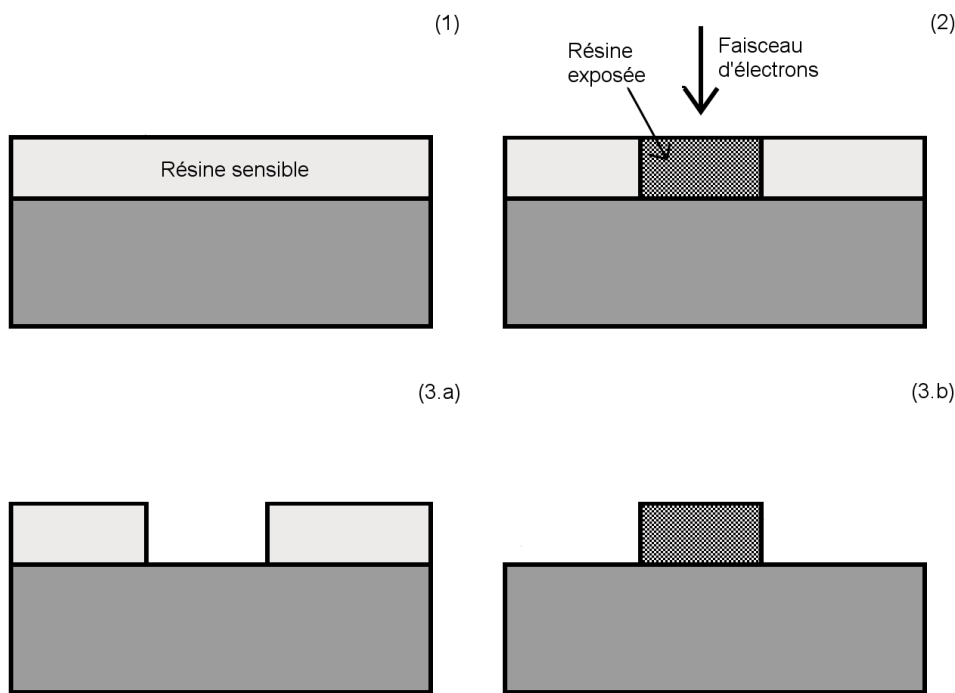 (1)
Résine sensible
(2)
Résine
exposée
Faisceau
d'électrons
(3.a)
(3.b)